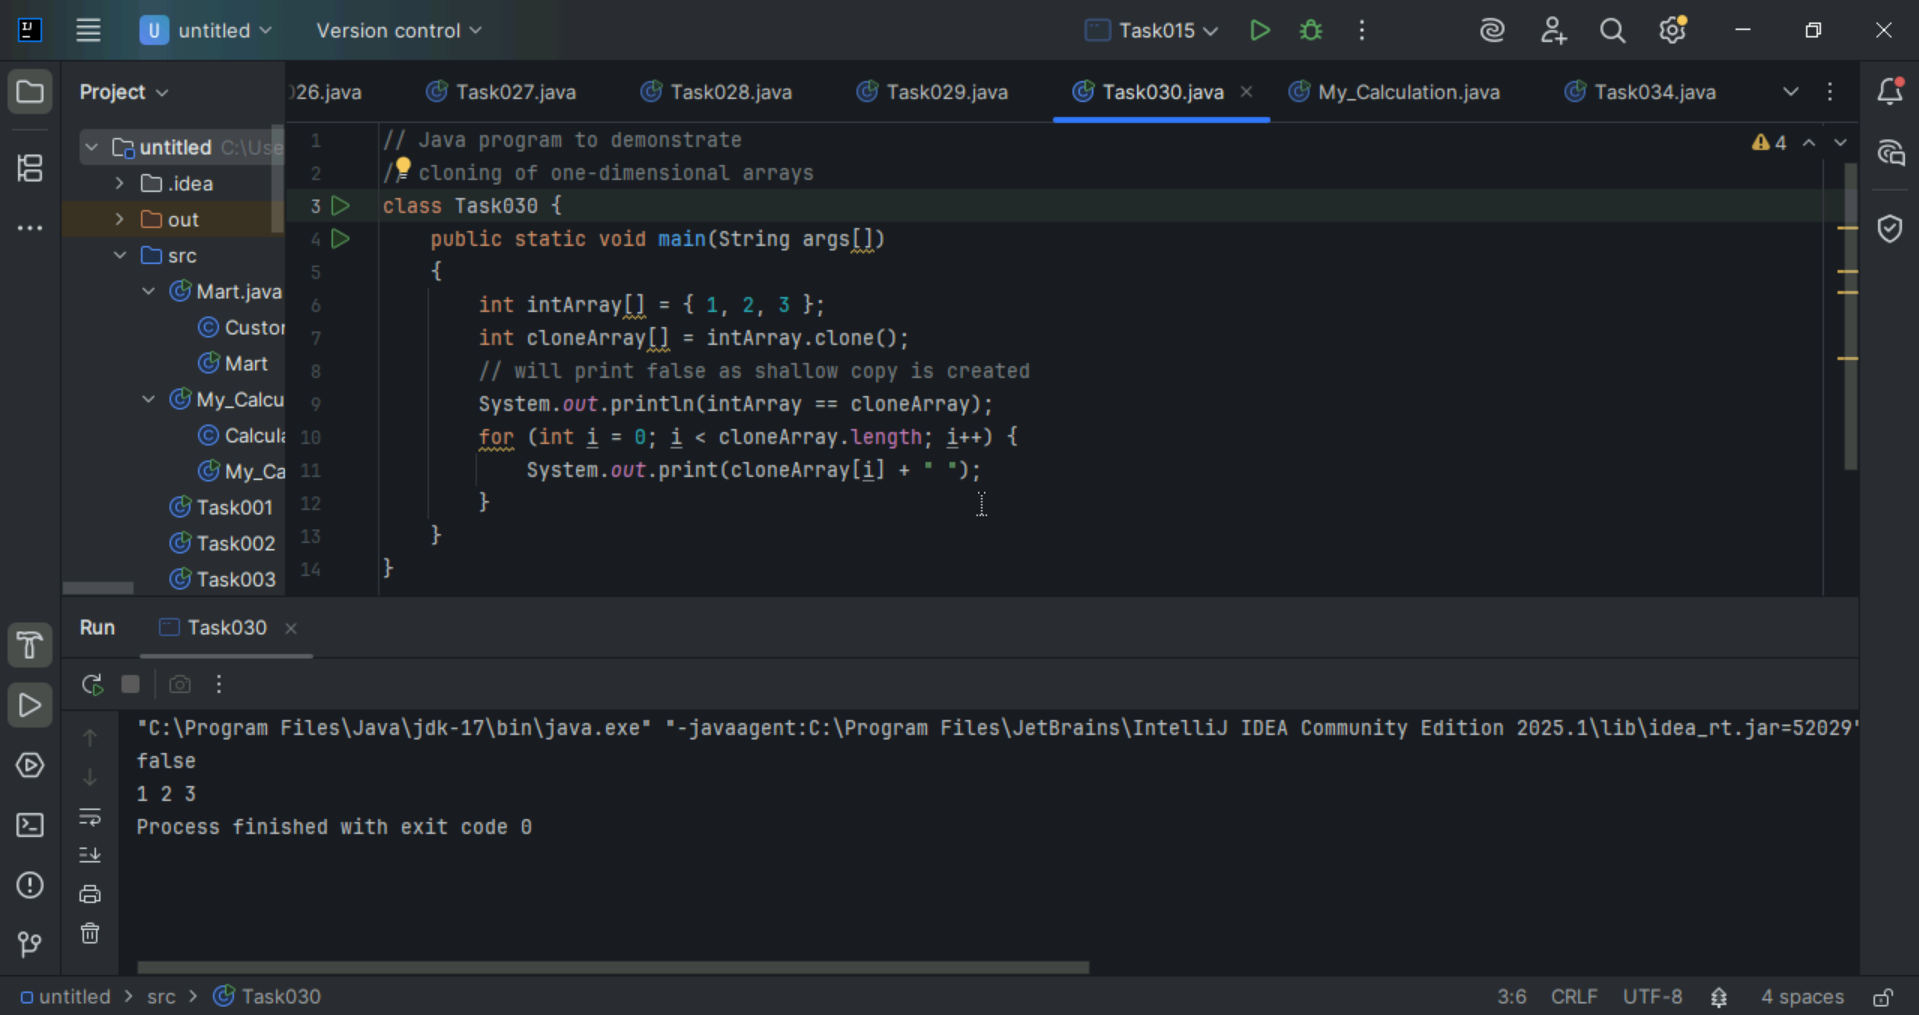 untitled
Version control
Task015
Project
026.java
Task027.java
Task028.java
Task029.java
Task030.java
My_Calculation.java
Task034.java
untitled C:\Use
.idea
out
src
Mart.java
Custor
Mart
My_Calcu
Calcula
My_Ca
Task001
Task002
Task003
1 // Java program to demonstrate
2 // cloning of one-dimensional arrays
3 class Task030 {
4 public static void main(String args[])
5 {
6 int intArray[] = { 1, 2, 3 };
7 int cloneArray[] = intArray.clone();
8 // will print false as shallow copy is created
9 System.out.println(intArray == cloneArray);
10 for (int i = 0; i < cloneArray.length; i++) {
11 System.out.print(cloneArray[i] + " ");
12 }
13 }
14 }
4
Run
Task030
"C:\Program Files\Java\jdk-17\bin\java.exe" "-javaagent:C:\Program Files\JetBrains\IntelliJ IDEA Community Edition 2025.1\lib\idea_rt.jar=52029"
false
1 2 3
Process finished with exit code 0
untitled > src > Task030
3:6 CRLF UTF-8 4 spaces